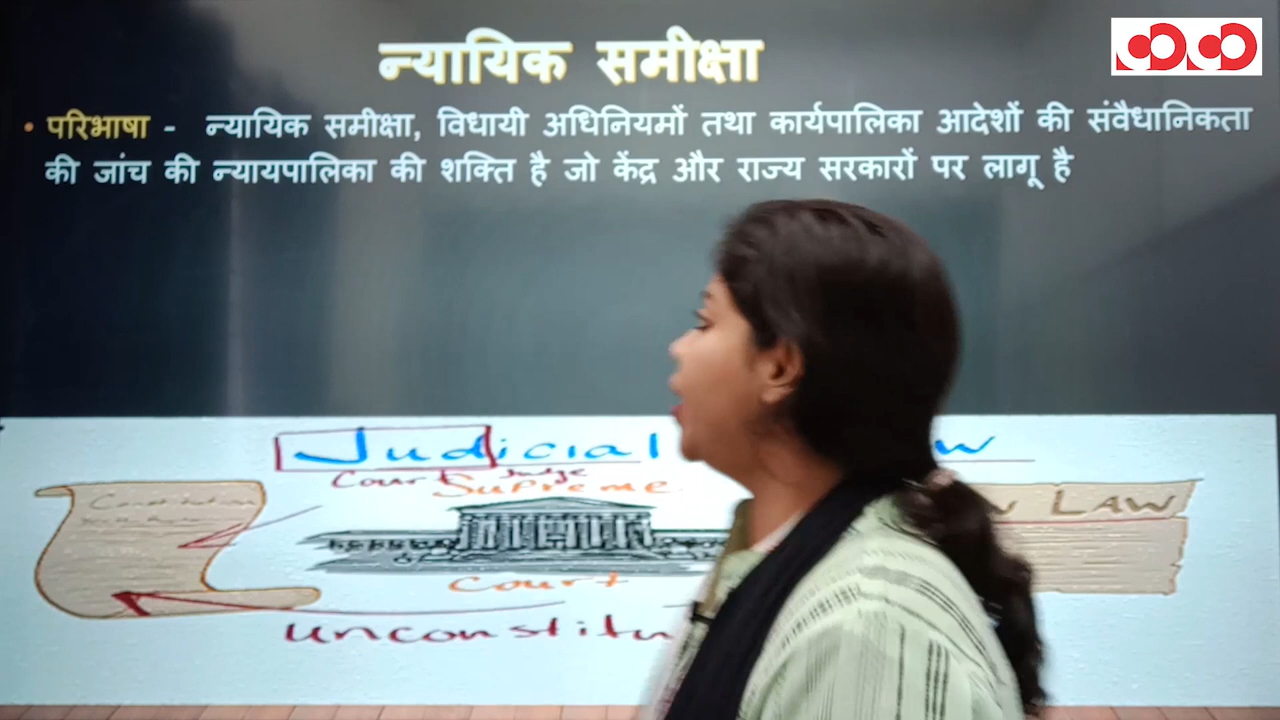 न्यायिक समीक्षा
• परिभाषा - न्यायिक समीक्षा, विधायी अधिनियमों तथा कार्यपालिका आदेशों की संवैधानिकता
की जांच की न्यायपालिका की शक्ति है जो केंद्र और राज्य सरकारों पर लागू है
Judicial
Court Judge
Supreme
Constitution
LAW
Court
unconstitu